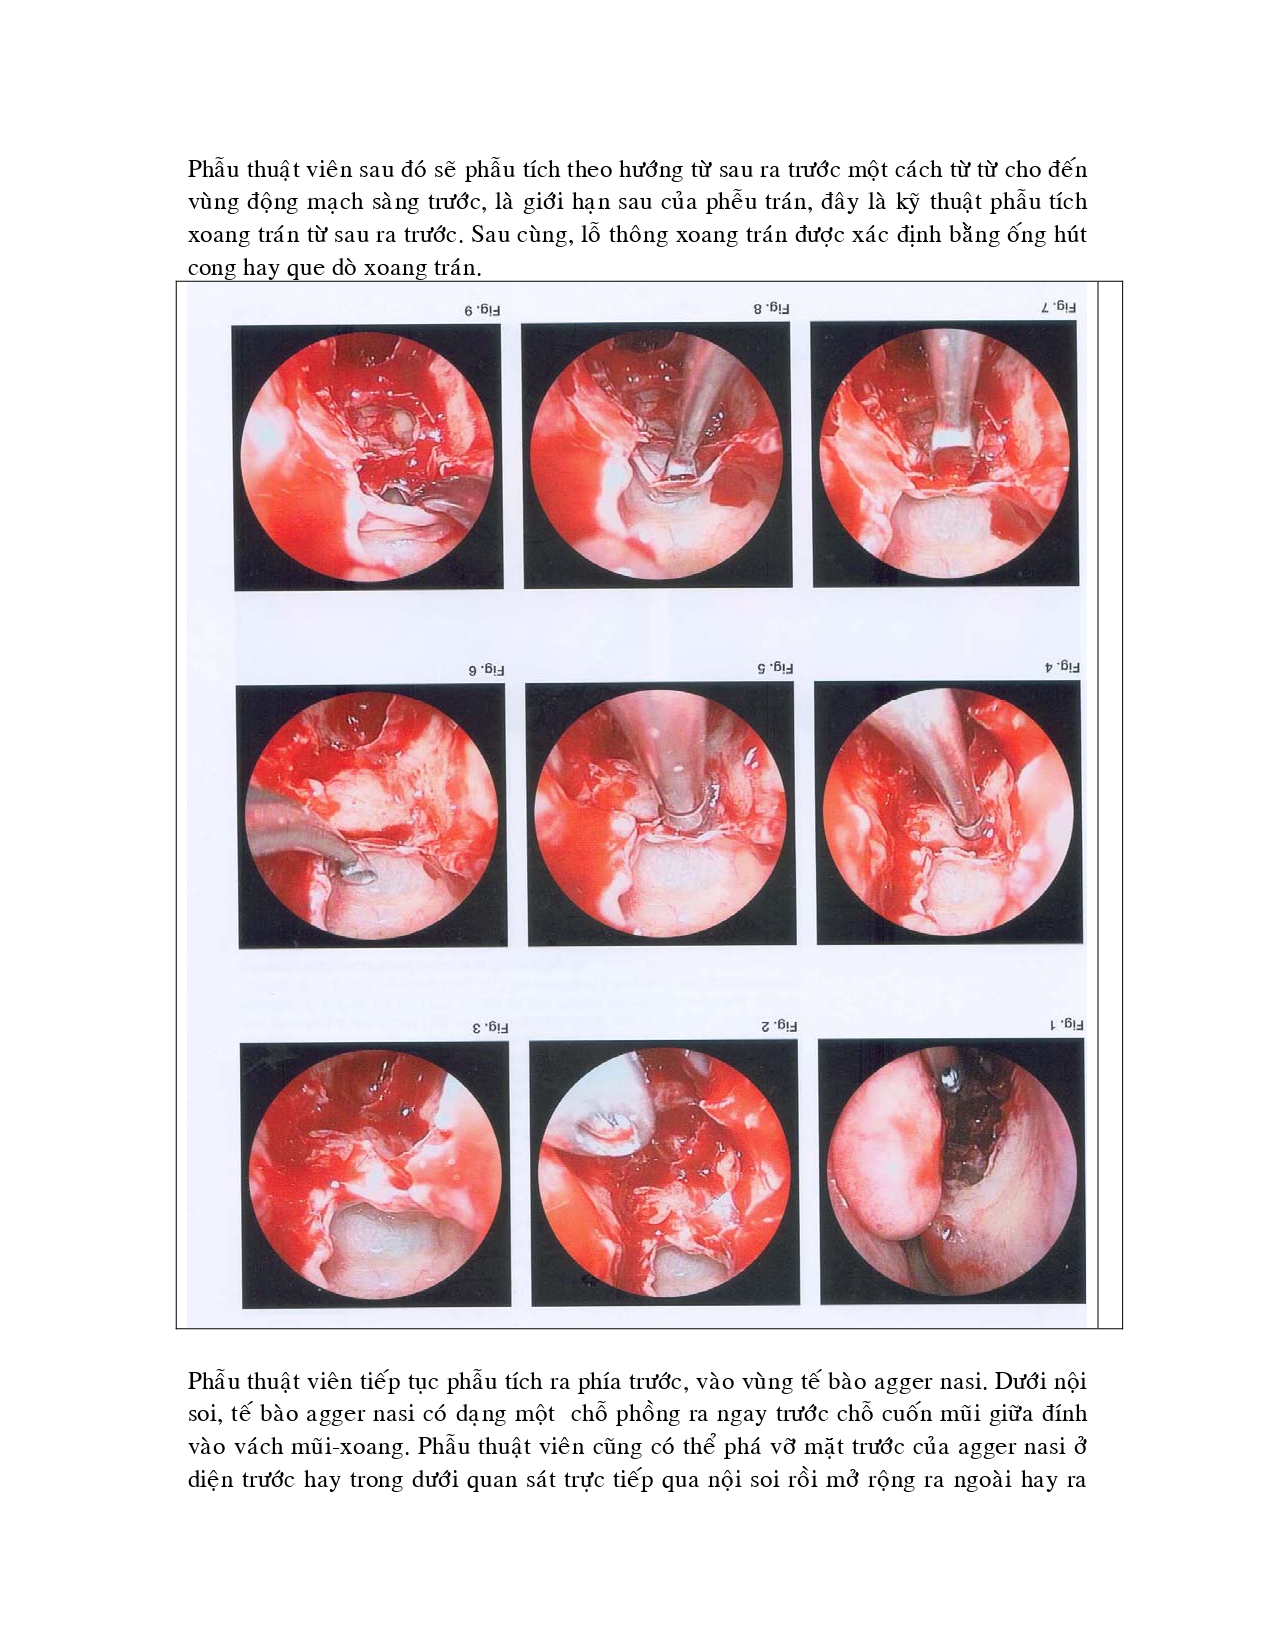 Phẫu thuật viên sau đó sẽ phẫu tích theo hướng từ sau ra trước một cách từ từ cho đến
vùng động mạch sàng trước, là giới hạn sau của phễu trán, đây là kỹ thuật phẫu tích
xoang trán từ sau ra trước. Sau cùng, lỗ thông xoang trán được xác định bằng ống hút
cong hay que dò xoang trán.
Fig. 9
Fig. 8
Fig. 7
Fig. 6
Fig. 5
Fig. 4
Fig. 3
Fig. 2
Fig. 1
Phẫu thuật viên tiếp tục phẫu tích ra phía trước, vào vùng tế bào agger nasi. Dưới nội
soi, tế bào agger nasi có dạng một chỗ phồng ra ngay trước chỗ cuốn mũi giữa đính
vào vách mũi-xoang. Phẫu thuật viên cũng có thể phá vỡ mặt trước của agger nasi ở
diện trước hay trong dưới quan sát trực tiếp qua nội soi rồi mở rộng ra ngoài hay ra